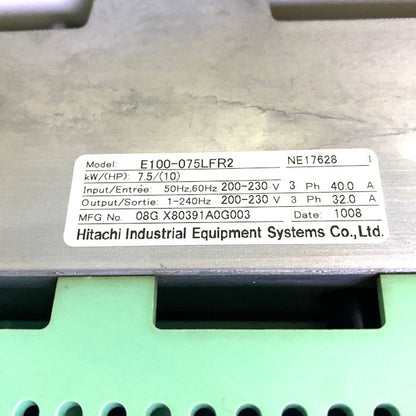 Model: E100-075LFR2 NE17628 I
kW/(HP): 7.5/(10)
Input/Entrée: 50Hz,60Hz 200-230 V 3 Ph 40.0 A
Output/Sortie: 1-240Hz 200-230 V 3 Ph 32.0 A
MFG No. 08G X80391A0G003 Date: 1008
Hitachi Industrial Equipment Systems Co.,Ltd.